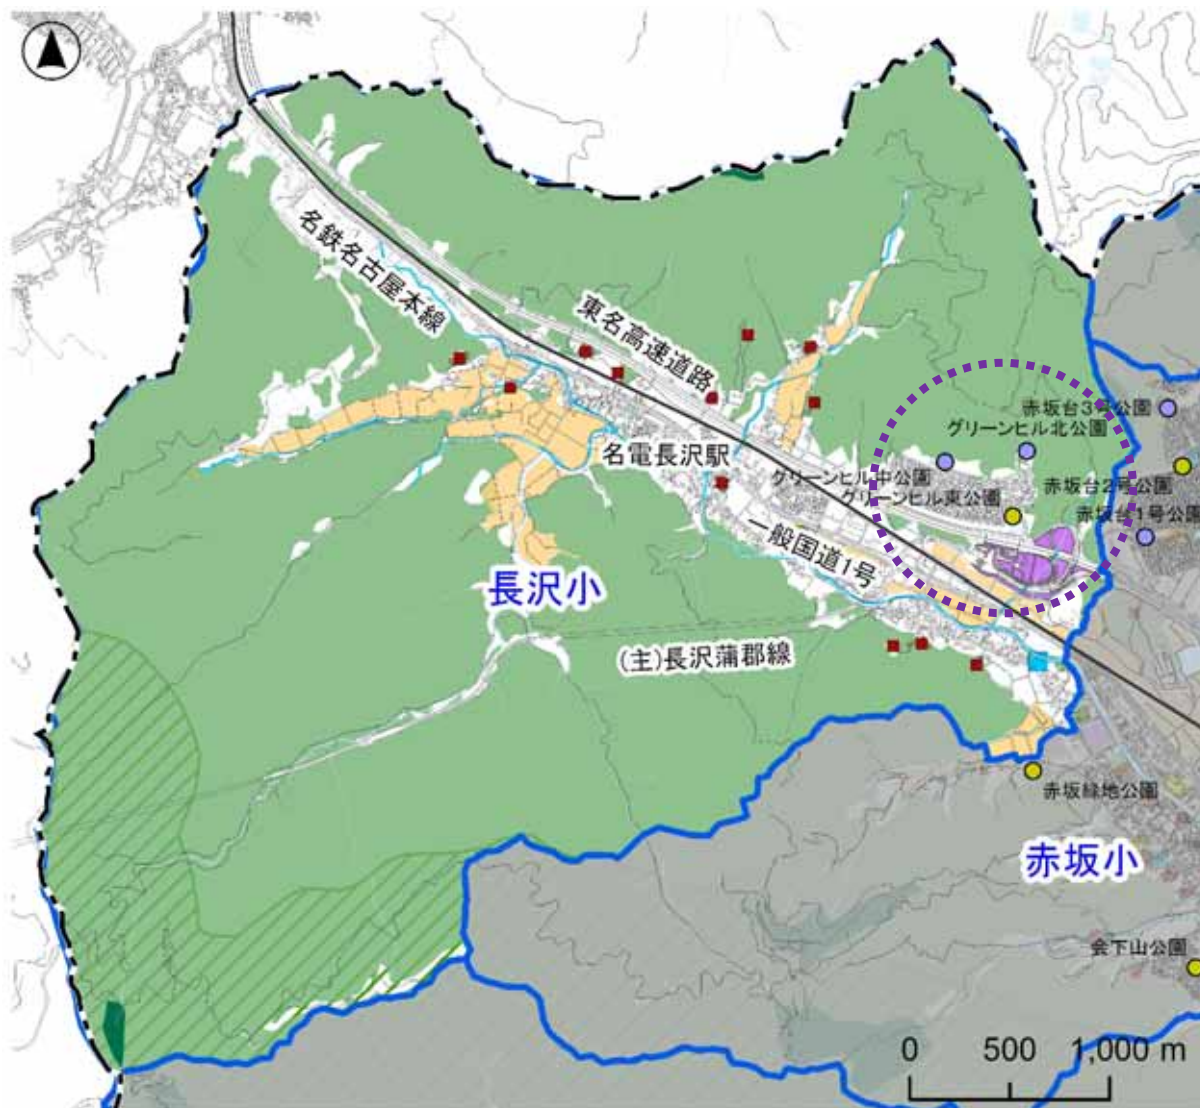 名鉄名古屋本線
東名高速道路
赤坂台3号公園
グリーンヒル北公園
名電長沢駅
グリーンヒル中公園
赤坂台2号公園
グリーンヒル東公園
赤坂台1号公園
一般国道1号
長沢小
(主)長沢蒲郡線
赤坂緑地公園
赤坂小
会下山公園
0 500 1,000 m